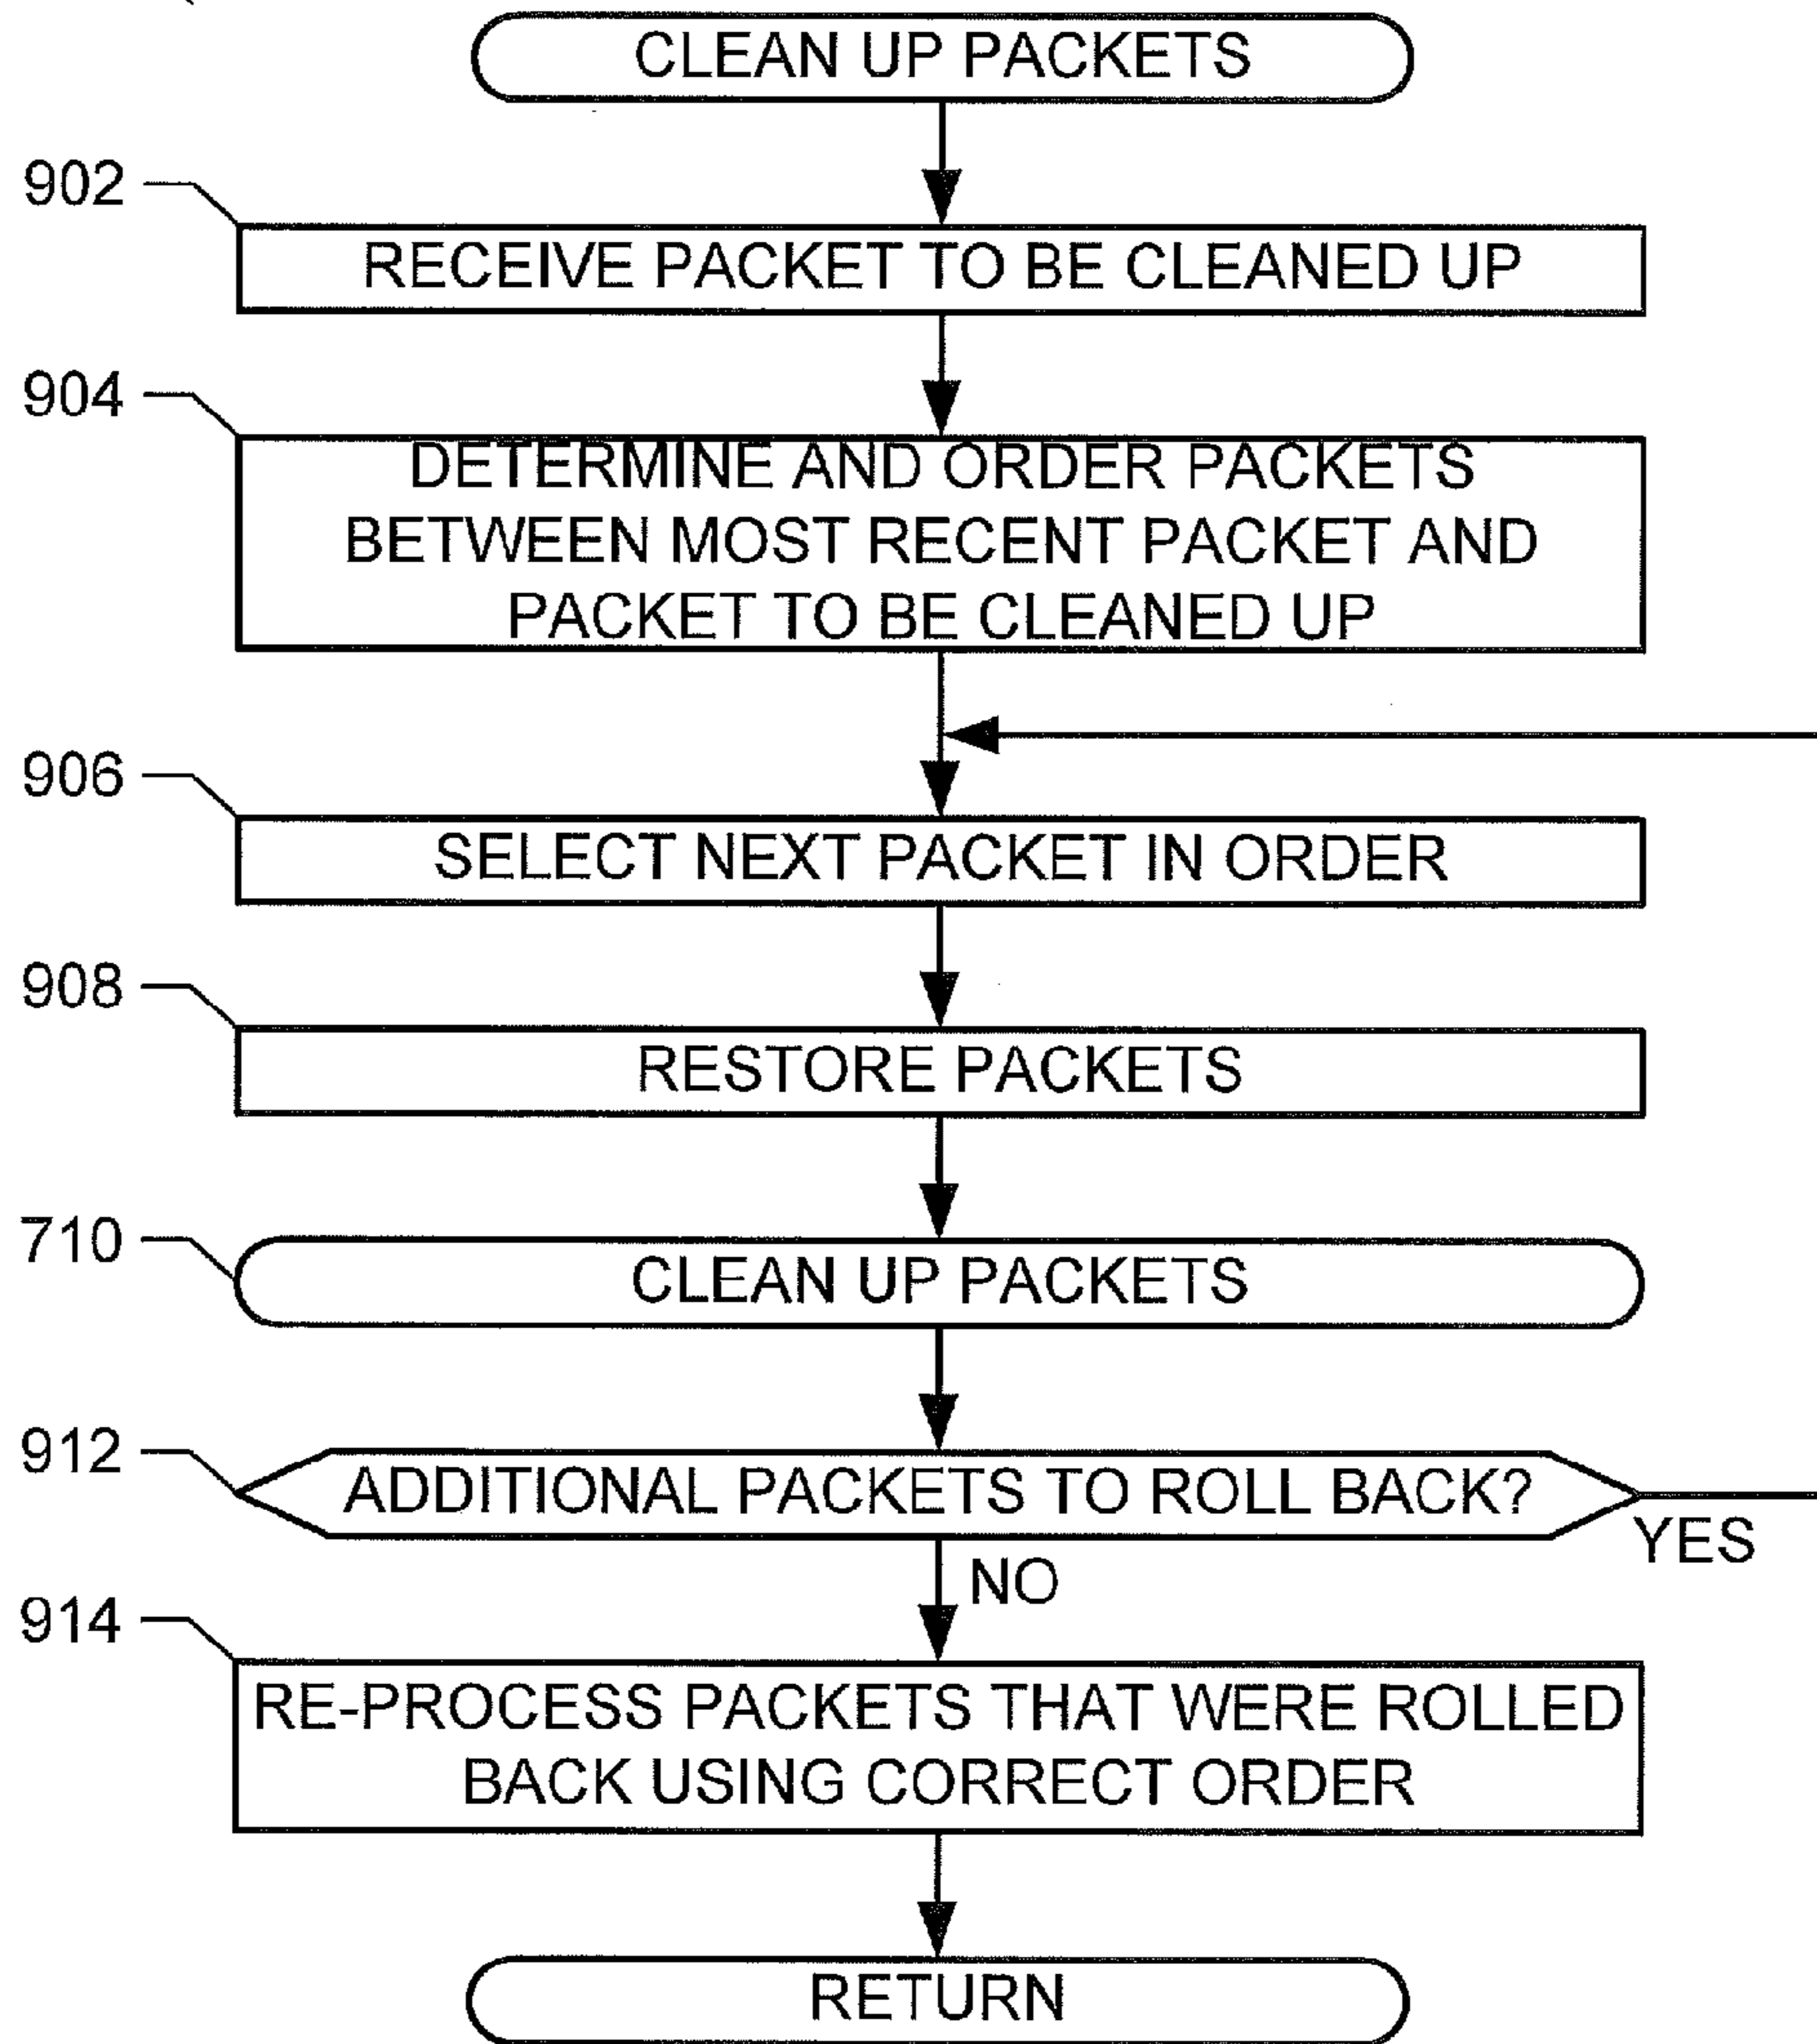 CLEAN UP PACKETS
902
RECEIVE PACKET TO BE CLEANED UP
904
DETERMINE AND ORDER PACKETS
BETWEEN MOST RECENT PACKET AND
PACKET TO BE CLEANED UP
906
SELECT NEXT PACKET IN ORDER
908
RESTORE PACKETS
710
CLEAN UP PACKETS
912
ADDITIONAL PACKETS TO ROLL BACK?
YES
NO
914
RE-PROCESS PACKETS THAT WERE ROLLED
BACK USING CORRECT ORDER
RETURN